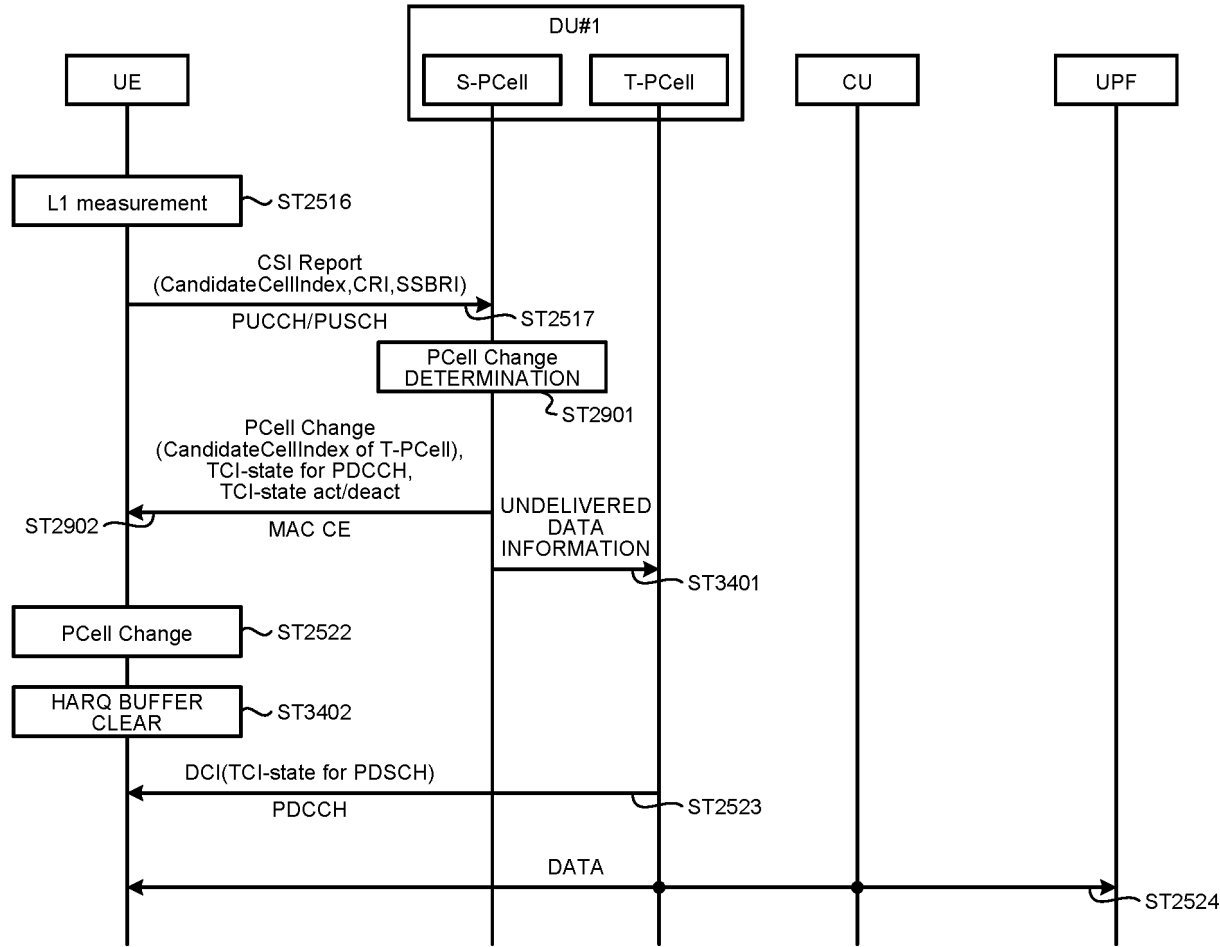 DU#1
UE
S-PCell
T-PCell
CU
UPF
L1 measurement
ST2516
CSI Report
(CandidateCellIndex,CRI,SSBRI)
PUCCH/PUSCH
ST2517
PCell Change
DETERMINATION
ST2901
PCell Change
(CandidateCellIndex of T-PCell),
TCI-state for PDCCH,
TCI-state act/deact
ST2902
MAC CE
UNDELIVERED
DATA
INFORMATION
ST3401
PCell Change
ST2522
HARQ BUFFER
CLEAR
ST3402
DCI(TCI-state for PDSCH)
PDCCH
ST2523
DATA
ST2524